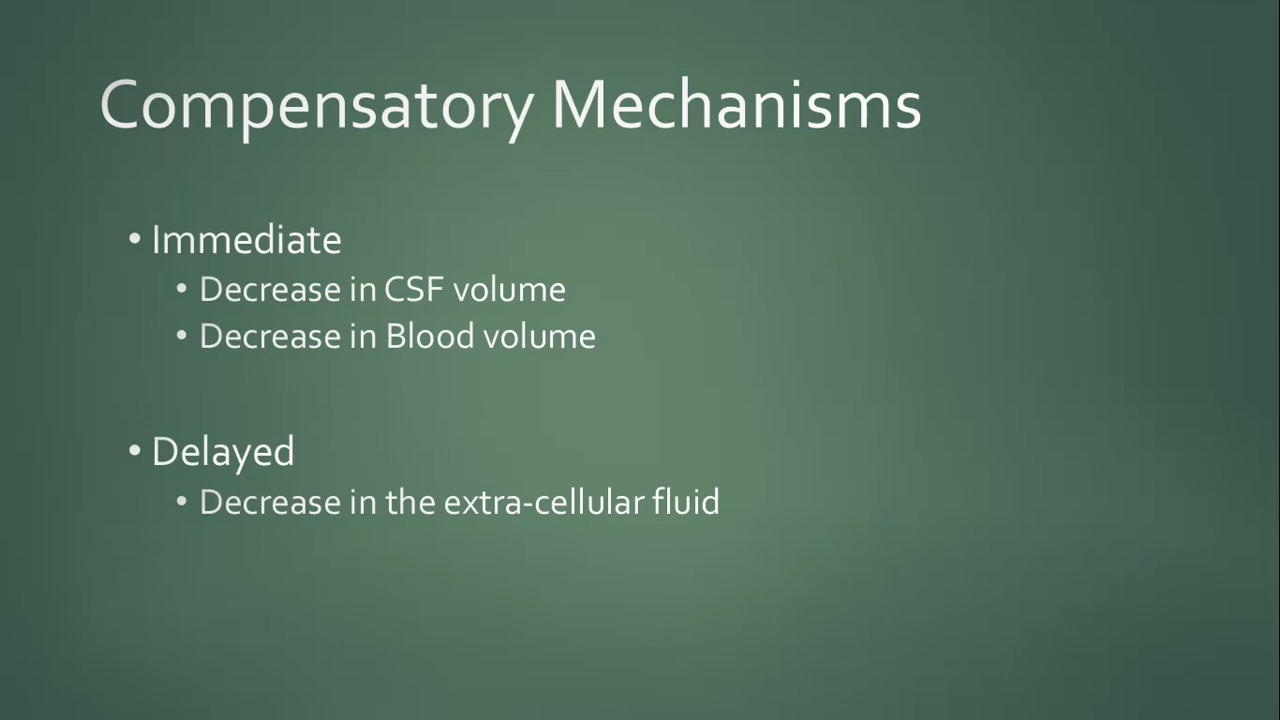 Compensatory Mechanisms
• Immediate
• Decrease in CSF volume
• Decrease in Blood volume
• Delayed
• Decrease in the extra-cellular fluid